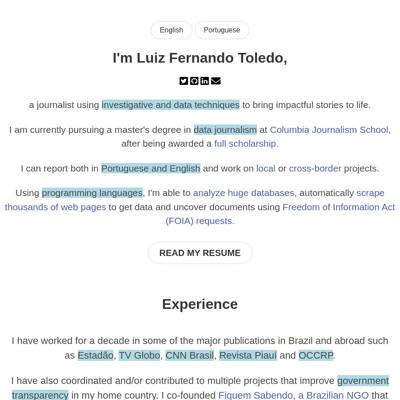 English Portuguese
I'm Luiz Fernando Toledo,
a journalist using investigative and data techniques to bring impactful stories to life.
I am currently pursuing a master's degree in data journalism at Columbia Journalism School,
after being awarded a full scholarship.
I can report both in Portuguese and English and work on local or cross-border projects.
Using programming languages, I'm able to analyze huge databases, automatically scrape
thousands of web pages to get data and uncover documents using Freedom of Information Act
(FOIA) requests.
READ MY RESUME
Experience
I have worked for a decade in some of the major publications in Brazil and abroad such
as Estadão, TV Globo, CNN Brasil, Revista Piauí and OCCRP.
I have also coordinated and/or contributed to multiple projects that improve government
transparency in my home country. I co-founded Fiquem Sabendo, a Brazilian NGO that